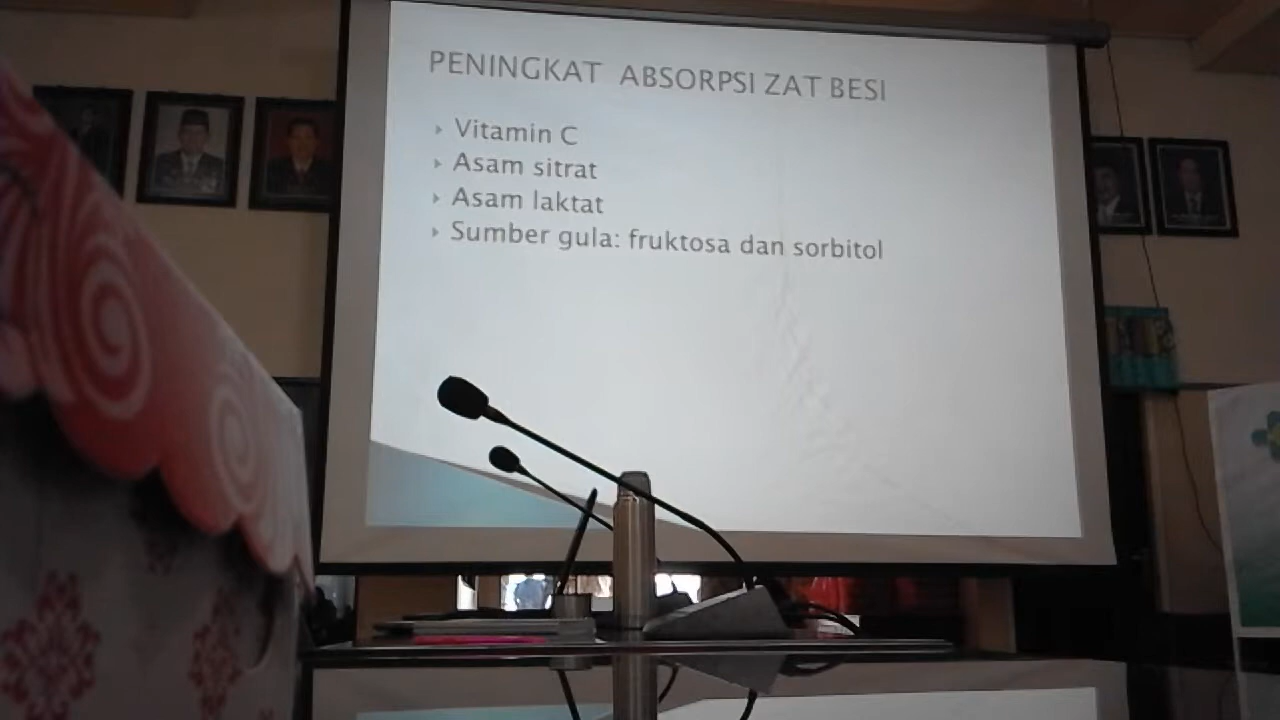 PENINGKAT ABSORPSI ZAT BESI
Vitamin C
Asam sitrat
Asam laktat
Sumber gula: fruktosa dan sorbitol